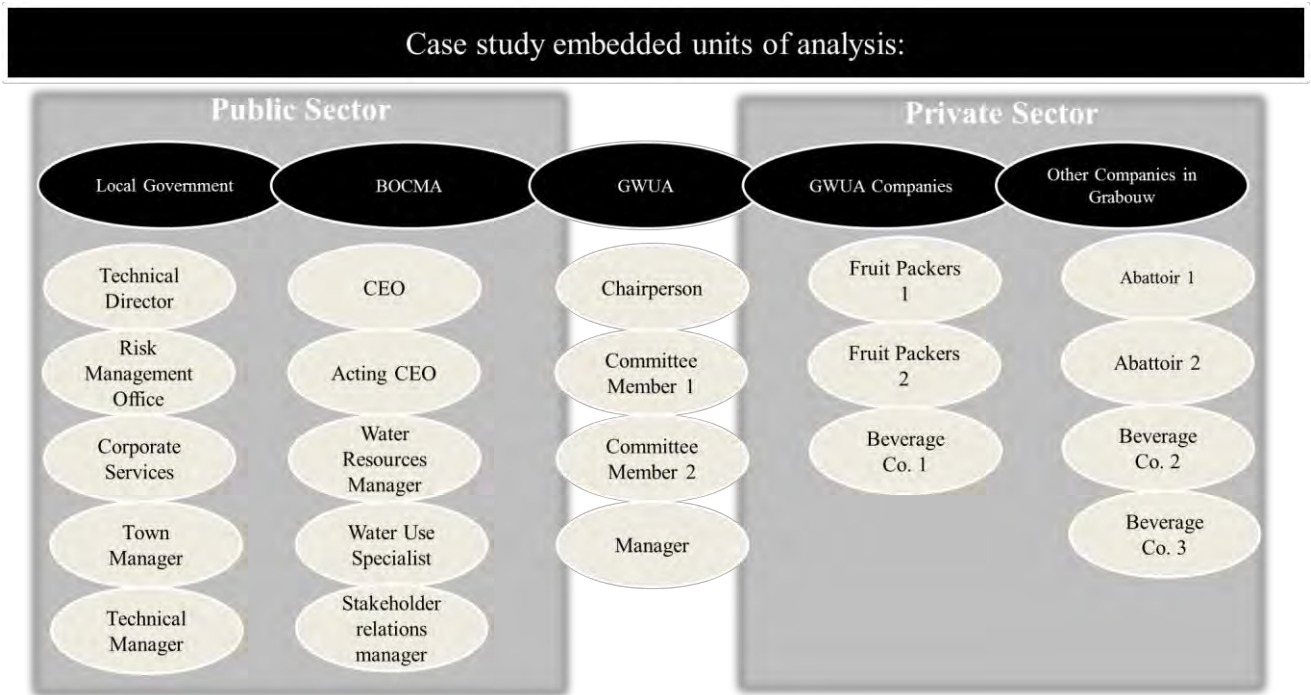 Case study embedded units of analysis:
Public Sector
Private Sector
Local Government
BOCMA
GWUA
GWUA Companies
Other Companies in
Grabouw
Technical
Director
Risk
Management
Office
Corporate
Services
Town
Manager
Technical
Manager
CEO
Acting CEO
Water
Resources
Manager
Water Use
Specialist
Stakeholder
relations
manager
Chairperson
Committee
Member 1
Committee
Member 2
Manager
Fruit Packers
1
Fruit Packers
2
Beverage
Co. 1
Abattoir 1
Abattoir 2
Beverage
Co. 2
Beverage
Co. 3